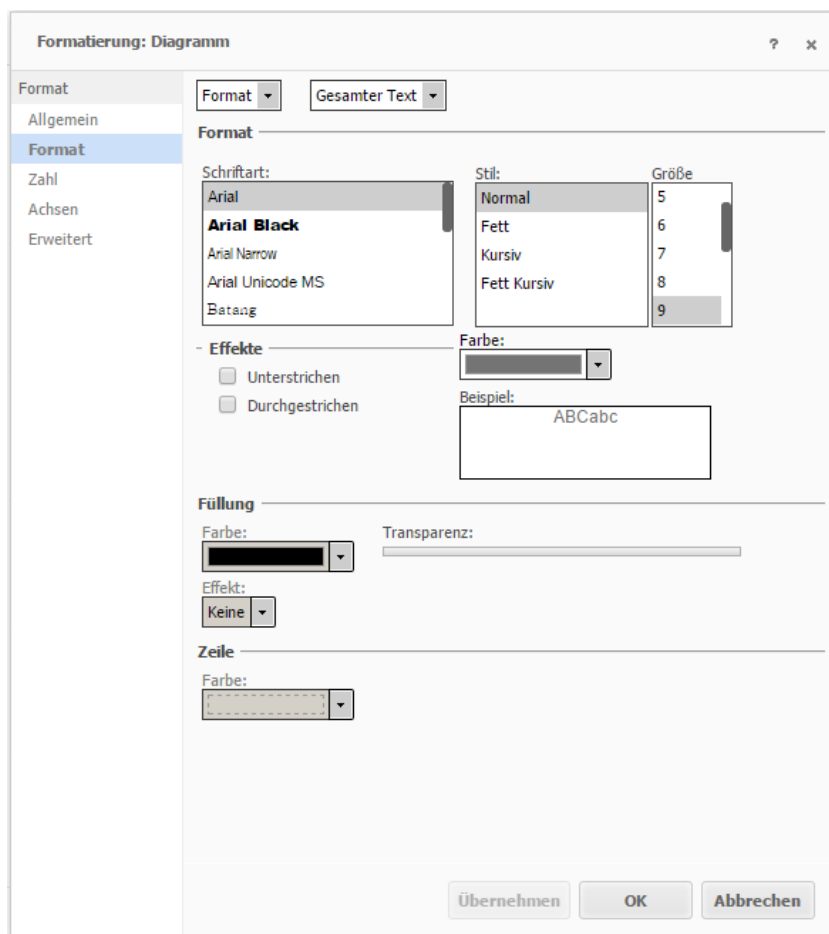 Formatierung: Diagramm ? x
Format
Allgemein
Format
Zahl
Achsen
Erweitert
Format Gesamter Text
Format
Schriftart:
Arial
Arial Black
Arial Narrow
Arial Unicode MS
Batang
Stil:
Normal
Fett
Kursiv
Fett Kursiv
Größe
5
6
7
8
9
Effekte
Unterstrichen
Durchgestrichen
Farbe:
Beispiel:
ABCabc
Füllung
Farbe:
Transparenz:
Effekt:
Keine
Zeile
Farbe:
Übernehmen OK Abbrechen